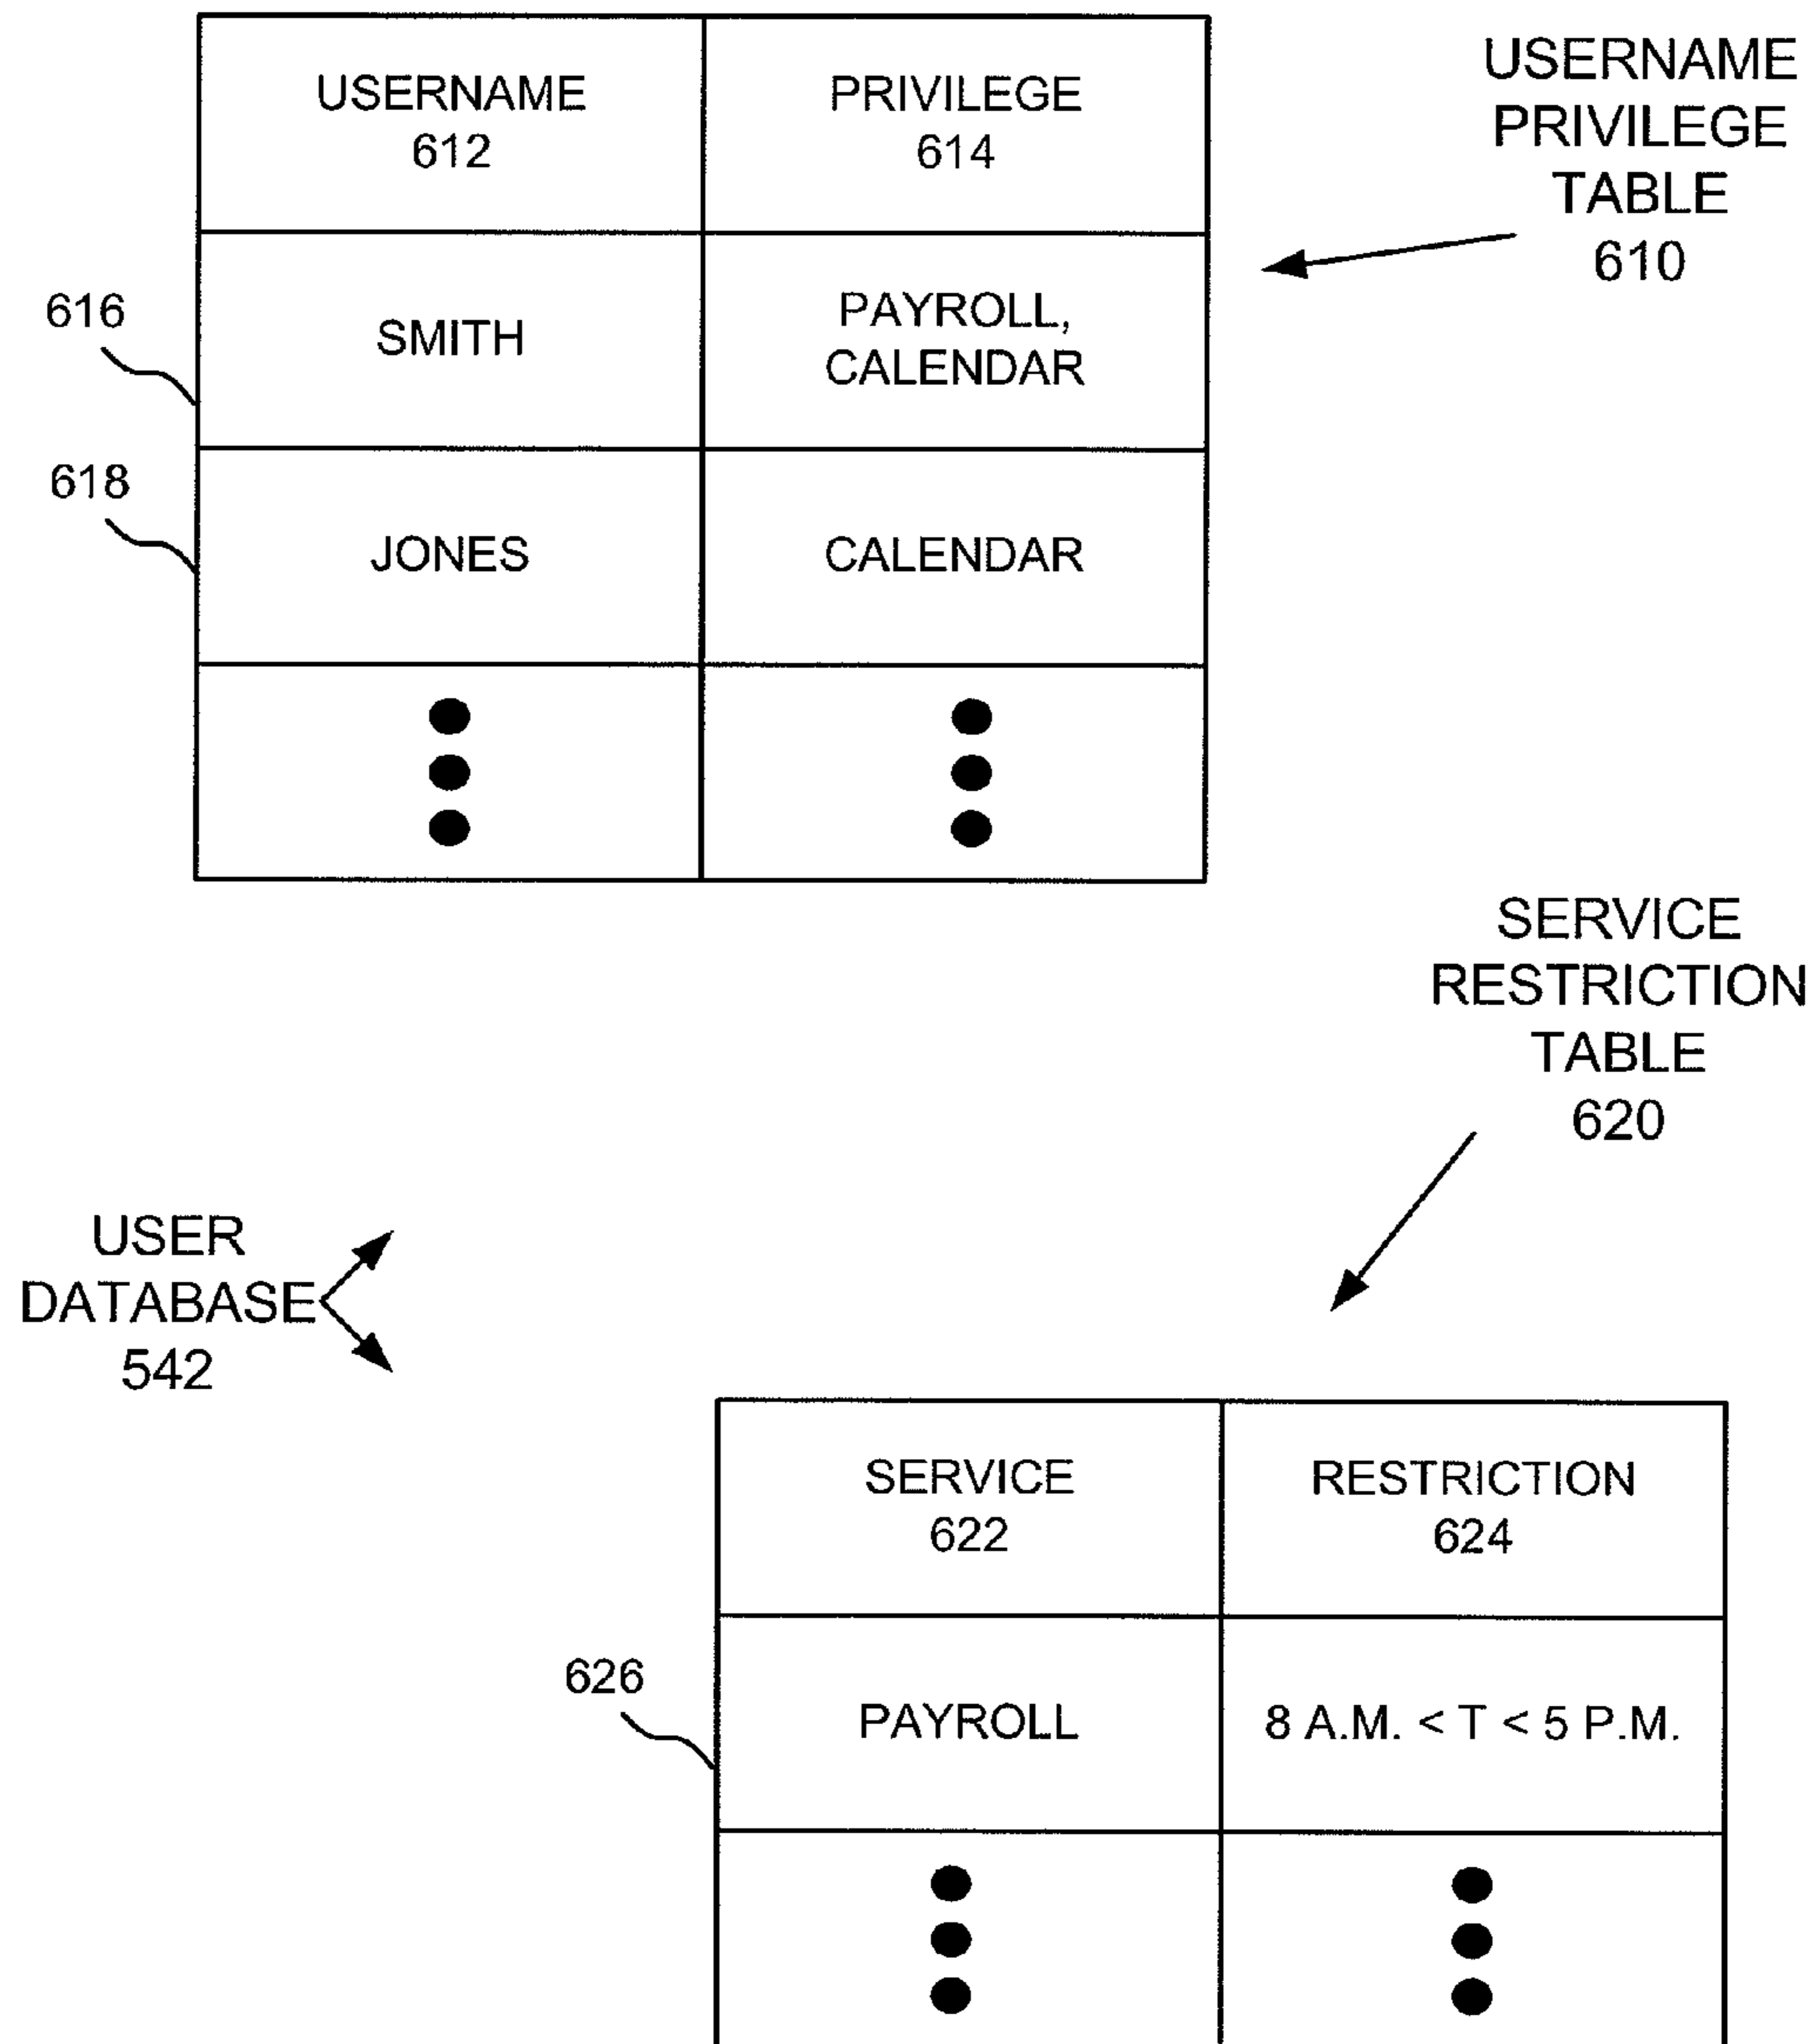 USERNAME
612
PRIVILEGE
614
USERNAME
PRIVILEGE
TABLE
610
616
SMITH
PAYROLL,
CALENDAR
618
JONES
CALENDAR
SERVICE
RESTRICTION
TABLE
620
USER
DATABASE
542
SERVICE
622
RESTRICTION
624
626
PAYROLL
8 A.M. < T < 5 P.M.